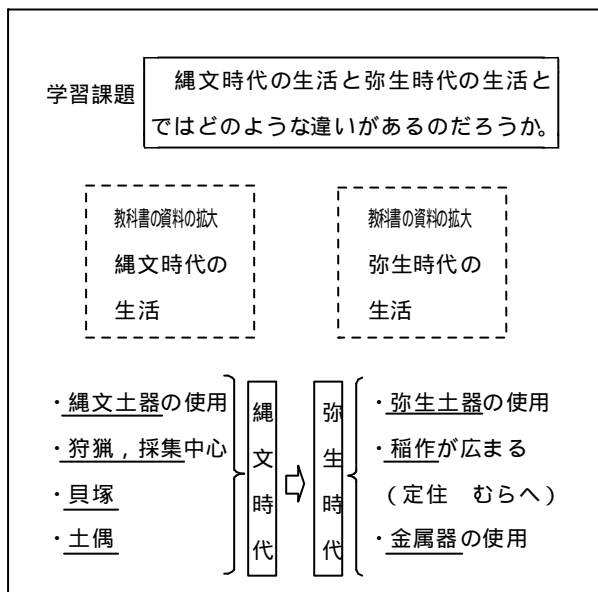 学習課題
縄文時代の生活と弥生時代の生活と
ではどのような違いがあるのだろうか。
教科書の資料の拡大
縄文時代の
生活
教科書の資料の拡大
弥生時代の
生活
・縄文土器の使用
・狩猟，採集中心
・貝塚
・土偶
縄文時代
弥生時代
・弥生土器の使用
・稲作が広まる
（定住　むらへ）
・金属器の使用